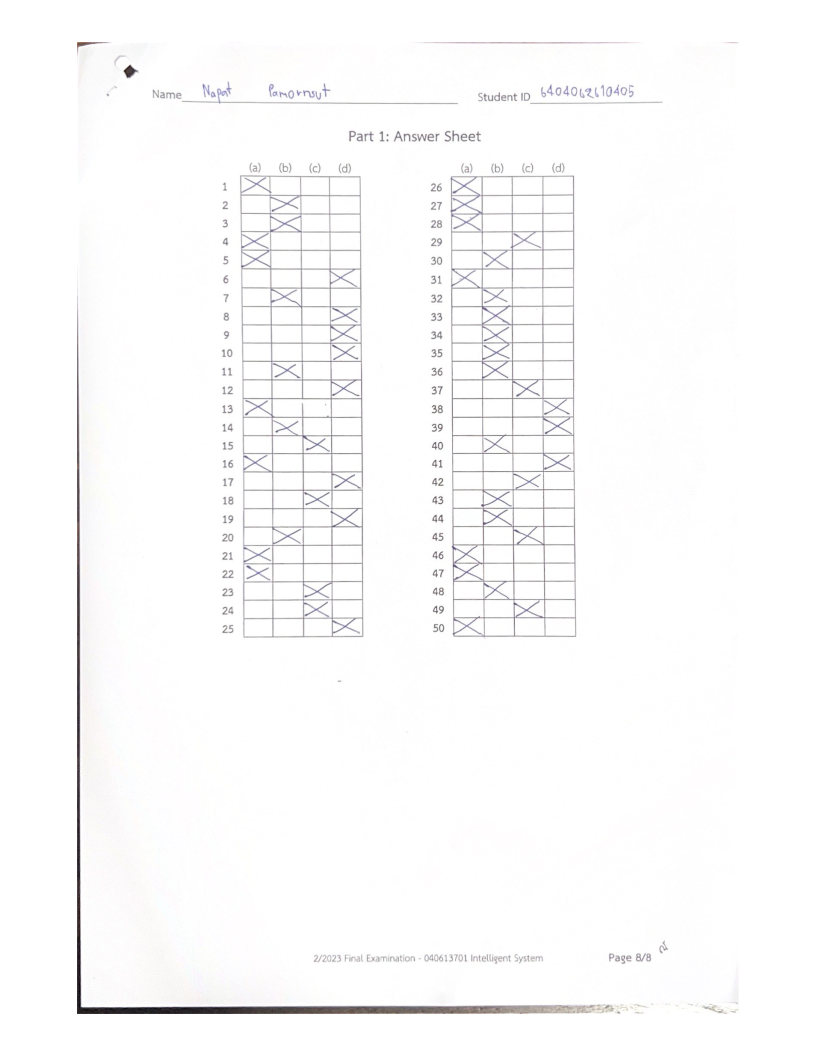 Name Napat Pamornsut Student ID 6404062610405
Part 1: Answer Sheet
(a) (b) (c) (d) (a) (b) (c) (d)
1 X 26 X
2 X 27 X
3 X 28 X
4 X 29 X
5 X 30 X
6 X 31 X
7 X 32 X
8 X 33 X
9 X 34 X
10 X 35 X
11 X 36 X
12 X 37 X
13 X 38 X
14 X 39 X
15 X 40 X
16 X 41 X
17 X 42 X
18 X 43 X
19 X 44 X
20 X 45 X
21 X 46 X
22 X 47 X
23 X 48 X
24 X 49 X
25 X 50 X
2/2023 Final Examination - 040613701 Intelligent System Page 8/8